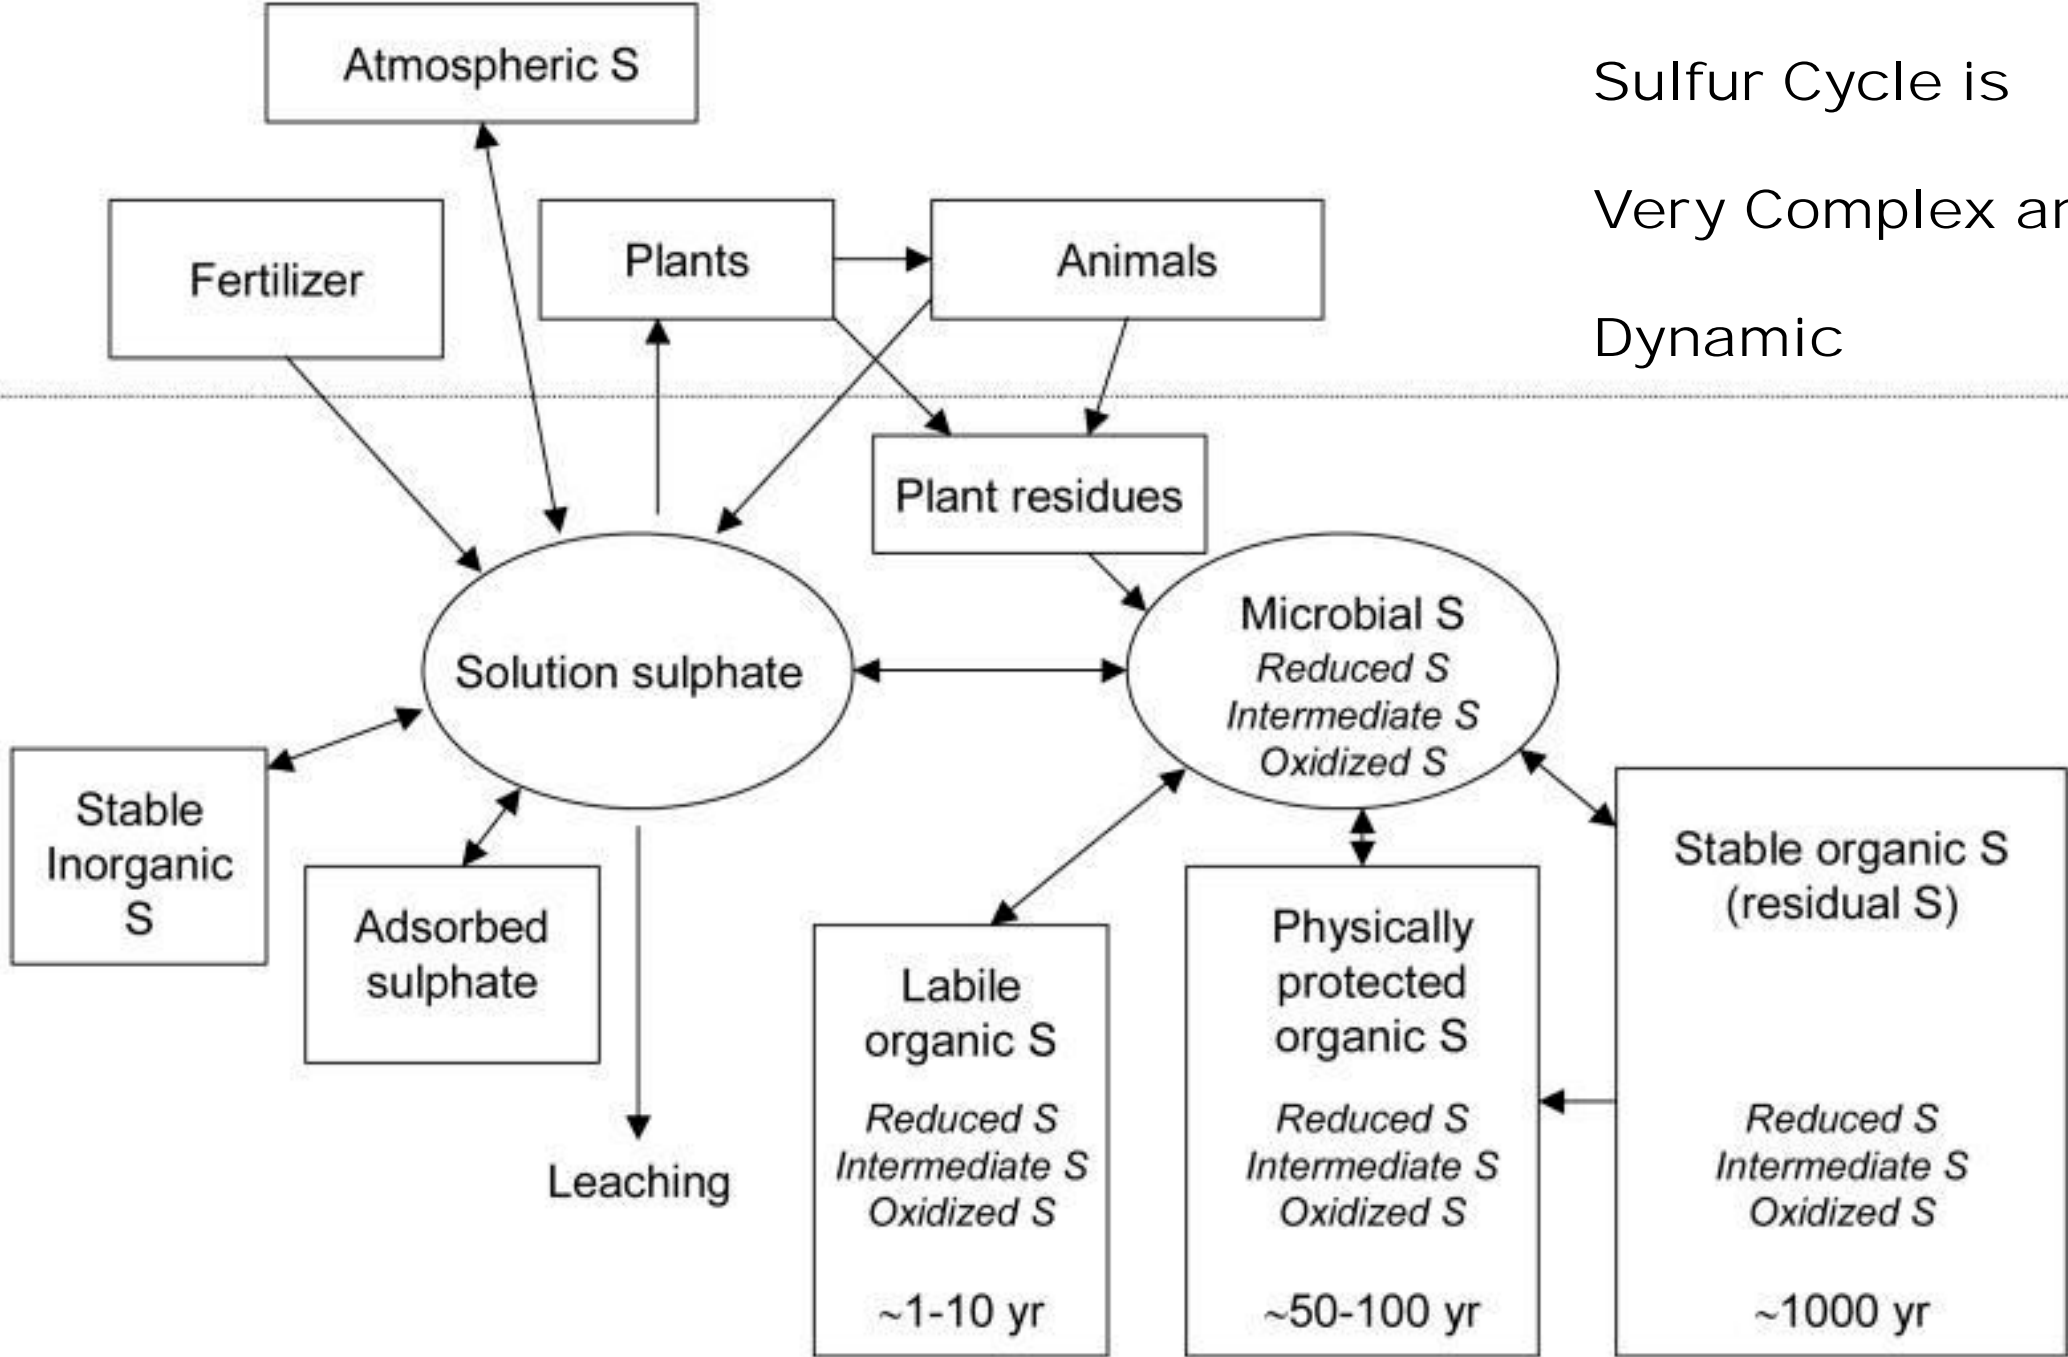 Atmospheric S
Sulfur Cycle is
Very Complex
Dynamic
Fertilizer
Plants
Animals
Plant residues
Solution sulphate
Microbial S
Reduced S
Intermediate S
Oxidized S
Stable
Inorganic
S
Adsorbed
sulphate
Leaching
Labile
organic S
Reduced S
Intermediate S
Oxidized S
~1-10 yr
Physically
protected
organic S
Reduced S
Intermediate S
Oxidized S
~50-100 yr
Stable organic S
(residual S)
Reduced S
Intermediate S
Oxidized S
~1000 yr